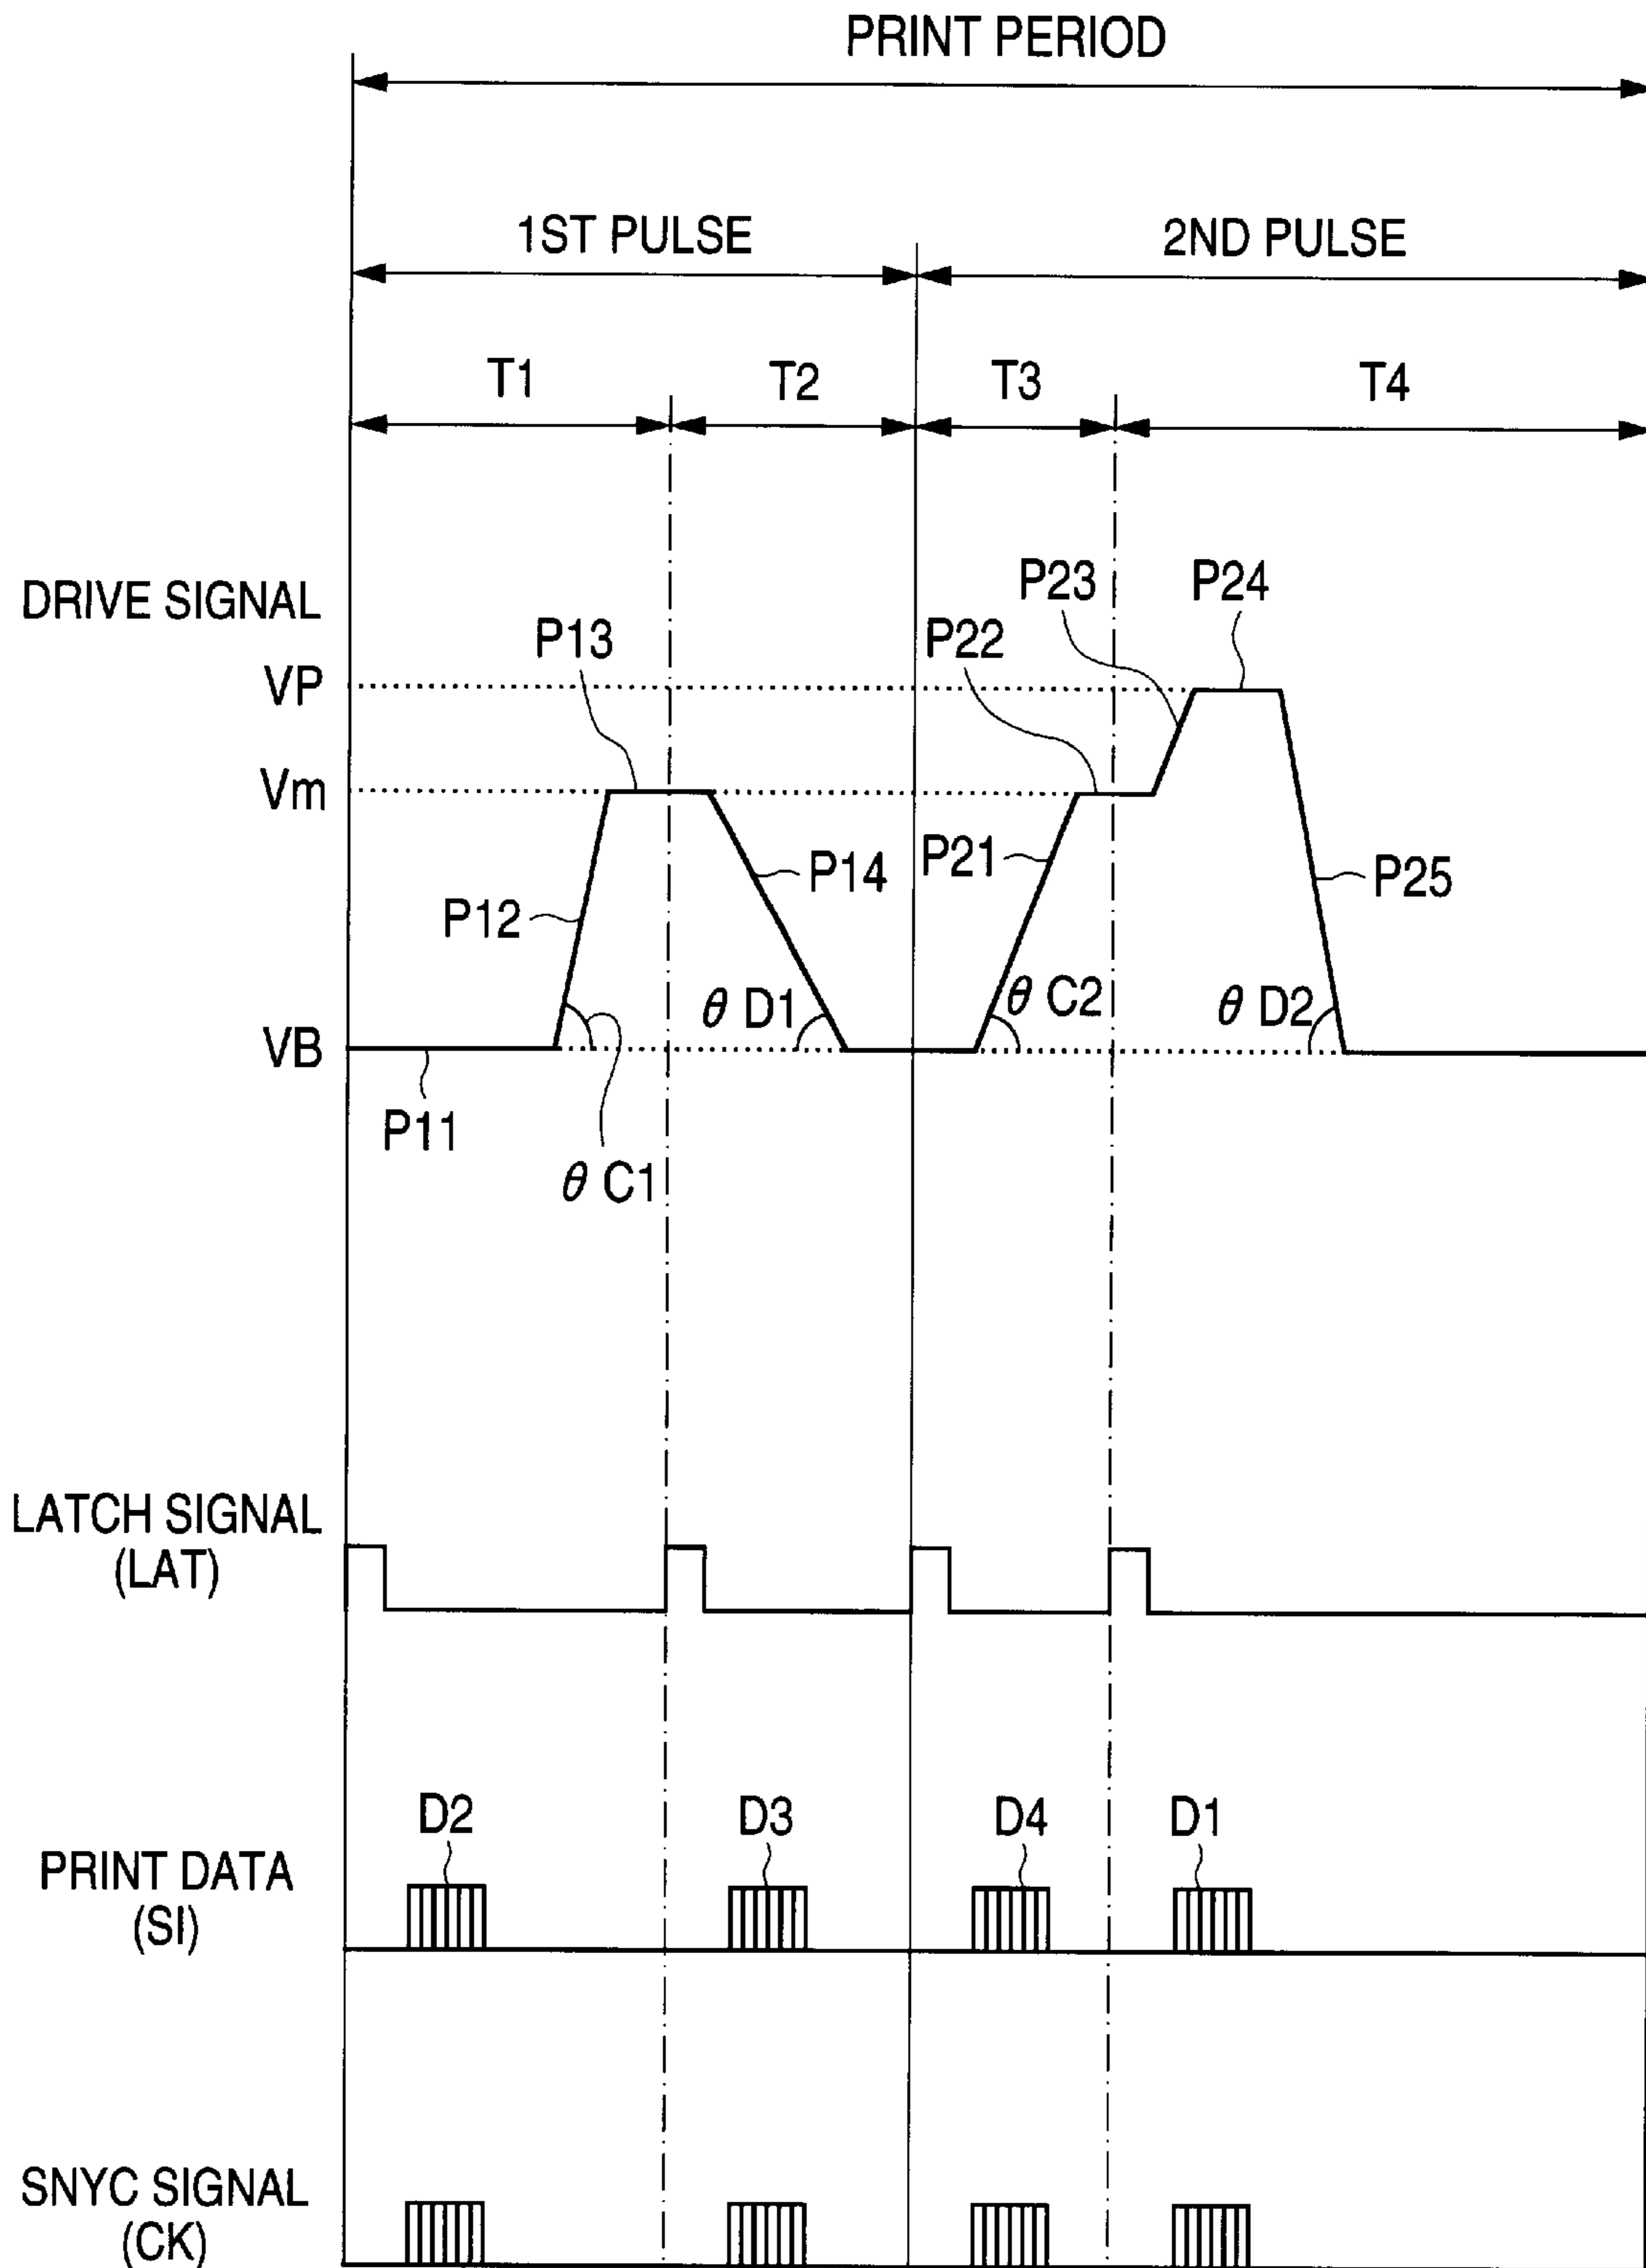 PRINT PERIOD
1ST PULSE
2ND PULSE
T1
T2
T3
T4
DRIVE SIGNAL
P13
P22
P23
P24
VP
Vm
P12
P14
P21
P25
θ D1
θ C2
θ D2
VB
P11
θ C1
LATCH SIGNAL
(LAT)
D2
D3
D4
D1
PRINT DATA
(SI)
SNYC SIGNAL
(CK)